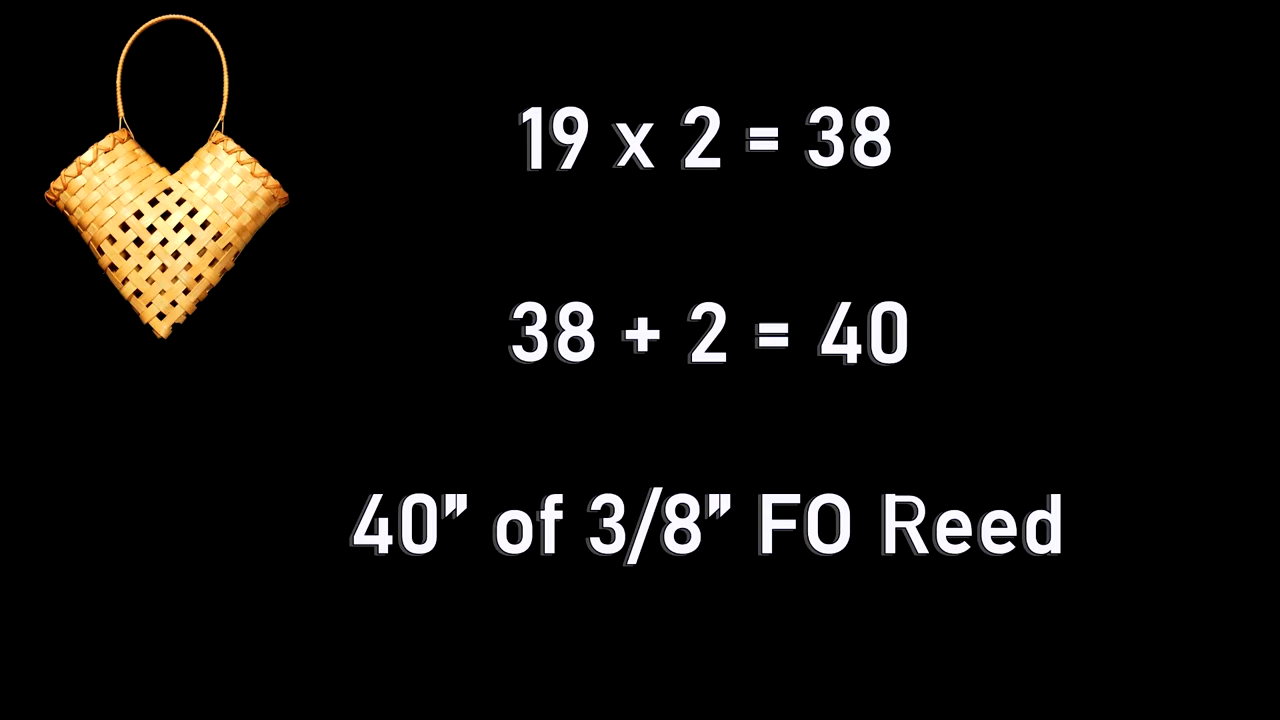 19 x 2 = 38
38 + 2 = 40
40” of 3/8” FO Reed